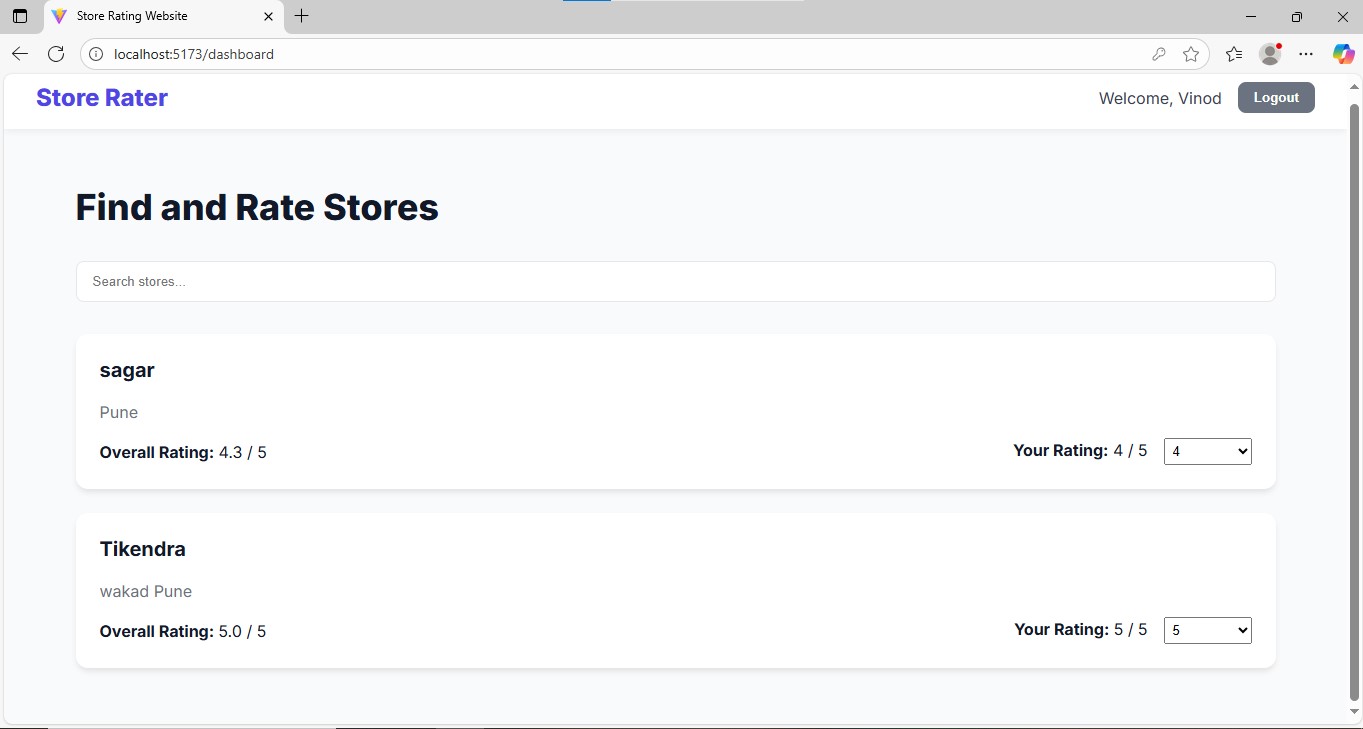 Store Rating Website
localhost:5173/dashboard
Store Rater
Welcome, Vinod
Logout
Find and Rate Stores
Search stores...
sagar
Pune
Overall Rating: 4.3 / 5
Your Rating: 4 / 5
4
Tikendra
wakad Pune
Overall Rating: 5.0 / 5
Your Rating: 5 / 5
5